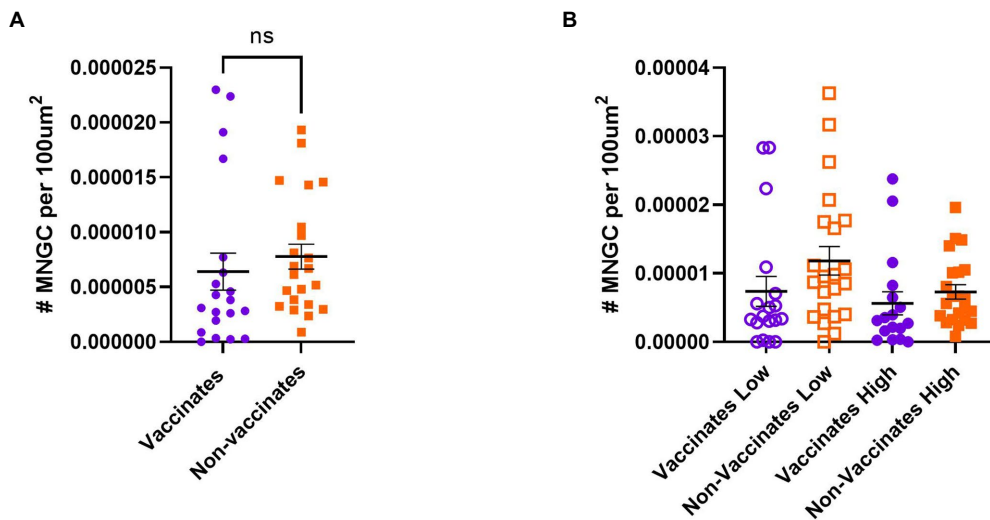 A
ns
# MNGC per 100um²
0.000025
0.000020
0.000015
0.000010
0.000005
0.000000
Vaccinates
Non-vaccinates
B
# MNGC per 100um²
0.00004
0.00003
0.00002
0.00001
0.00000
Vaccinates Low
Non-Vaccinates Low
Vaccinates High
Non-Vaccinates High